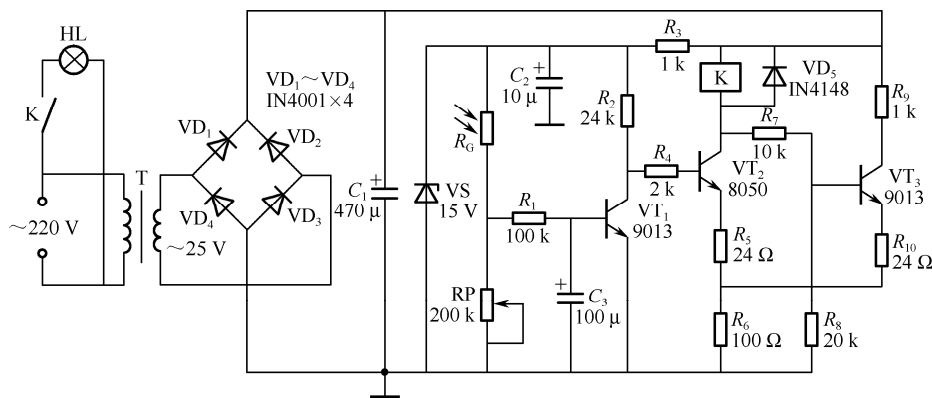 HL
K
～220 V
T
～25 V
VD₁～VD₄
IN4001×4
VD₁
VD₂
VD₄
VD₃
C₁
470 μ
VS
15 V
R_G
RP
200 k
C₂
10 μ
R₁
100 k
C₃
100 μ
R₂
24 k
VT₁
9013
R₃
1 k
R₄
2 k
K
VD₅
IN4148
VT₂
8050
R₇
10 k
R₅
24 Ω
R₆
100 Ω
R₈
20 k
R₉
1 k
VT₃
9013
R₁₀
24 Ω